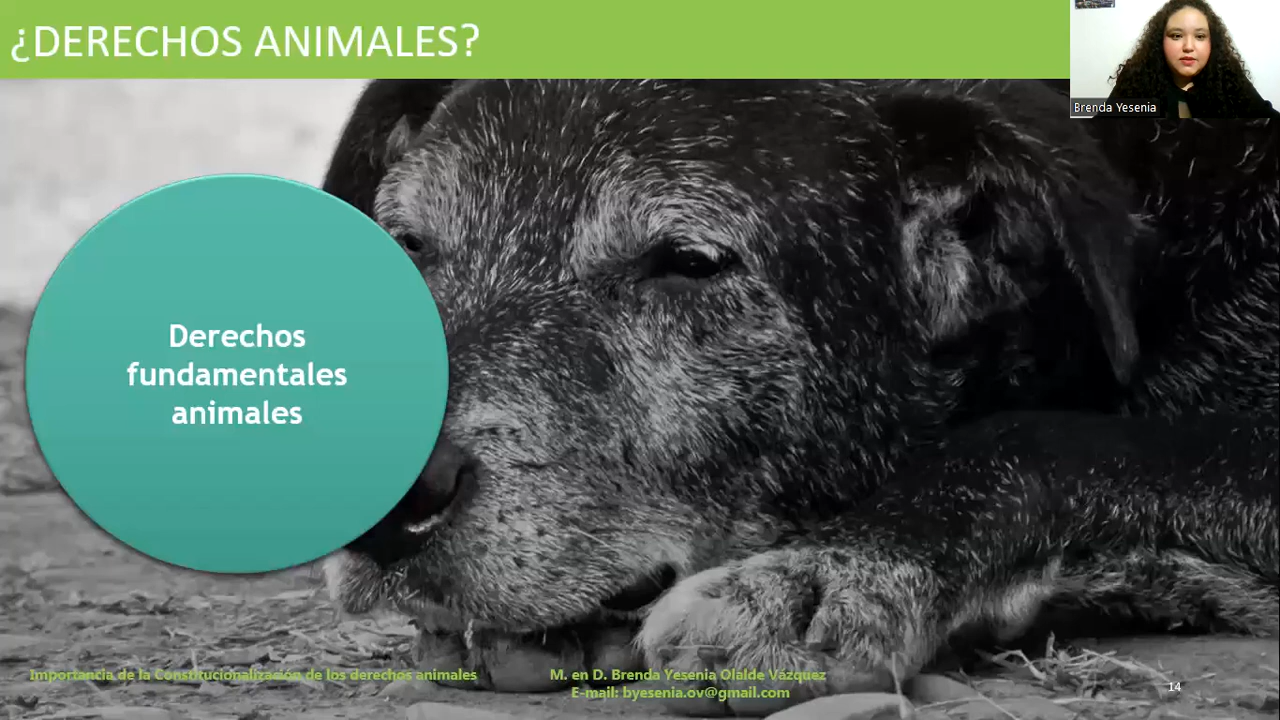 ¿DERECHOS ANIMALES?
Brenda Yesenia
Derechos
fundamentales
animales
Importancia de la Constitucionalización de los derechos animales
M. en D. Brenda Yesenia Olalde Vázquez
E-mail: byesenia.ov@gmail.com
14